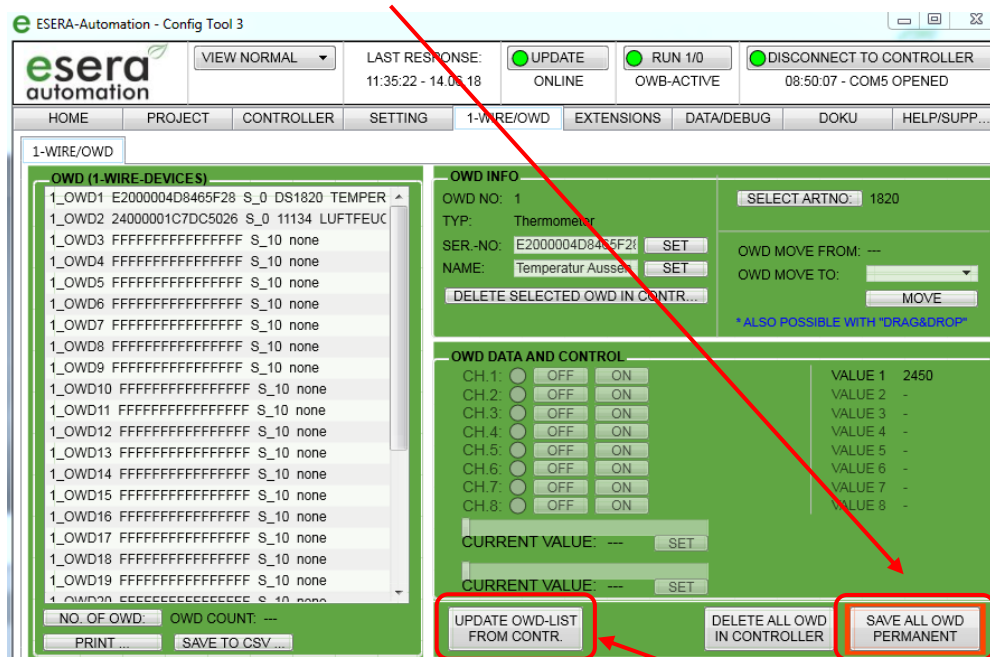 ESERA-Automation - Config Tool 3
esera automation
VIEW NORMAL
LAST RESPONSE:
11:35:22 - 14.06.18
UPDATE
ONLINE
RUN 1/0
OWB-ACTIVE
DISCONNECT TO CONTROLLER
08:50:07 - COM5 OPENED
HOME PROJECT CONTROLLER SETTING 1-WIRE/OWD EXTENSIONS DATA/DEBUG DOKU HELP/SUPP...
1-WIRE/OWD
OWD (1-WIRE-DEVICES)
1_OWD1 E2000004D8465F28 S_0 DS1820 TEMPER
1_OWD2 24000001C7DC5026 S_0 11134 LUFTFEUC
1_OWD3 FFFFFFFFFFFFFFFF S_10 none
1_OWD4 FFFFFFFFFFFFFFFF S_10 none
1_OWD5 FFFFFFFFFFFFFFFF S_10 none
1_OWD6 FFFFFFFFFFFFFFFF S_10 none
1_OWD7 FFFFFFFFFFFFFFFF S_10 none
1_OWD8 FFFFFFFFFFFFFFFF S_10 none
1_OWD9 FFFFFFFFFFFFFFFF S_10 none
1_OWD10 FFFFFFFFFFFFFFFF S_10 none
1_OWD11 FFFFFFFFFFFFFFFF S_10 none
1_OWD12 FFFFFFFFFFFFFFFF S_10 none
1_OWD13 FFFFFFFFFFFFFFFF S_10 none
1_OWD14 FFFFFFFFFFFFFFFF S_10 none
1_OWD15 FFFFFFFFFFFFFFFF S_10 none
1_OWD16 FFFFFFFFFFFFFFFF S_10 none
1_OWD17 FFFFFFFFFFFFFFFF S_10 none
1_OWD18 FFFFFFFFFFFFFFFF S_10 none
1_OWD19 FFFFFFFFFFFFFFFF S_10 none
1_OWD20 FFFFFFFFFFFFFFFF S_10 none
NO. OF OWD: OWD COUNT: ---
PRINT ... SAVE TO CSV ...
OWD INFO
OWD NO: 1
TYP: Thermometer
SER.-NO: E2000004D8465F28 SET
NAME: Temperatur Aussen SET
DELETE SELECTED OWD IN CONTR...
SELECT ARTNO: 1820
OWD MOVE FROM: ---
OWD MOVE TO:
MOVE
* ALSO POSSIBLE WITH "DRAG&DROP"
OWD DATA AND CONTROL
CH.1: OFF ON
CH.2: OFF ON
CH.3: OFF ON
CH.4: OFF ON
CH.5: OFF ON
CH.6: OFF ON
CH.7: OFF ON
CH.8: OFF ON
VALUE 1 2450
VALUE 2 -
VALUE 3 -
VALUE 4 -
VALUE 5 -
VALUE 6 -
VALUE 7 -
VALUE 8 -
CURRENT VALUE: --- SET
CURRENT VALUE: --- SET
UPDATE OWD-LIST
FROM CONTR.
DELETE ALL OWD
IN CONTROLLER
SAVE ALL OWD
PERMANENT